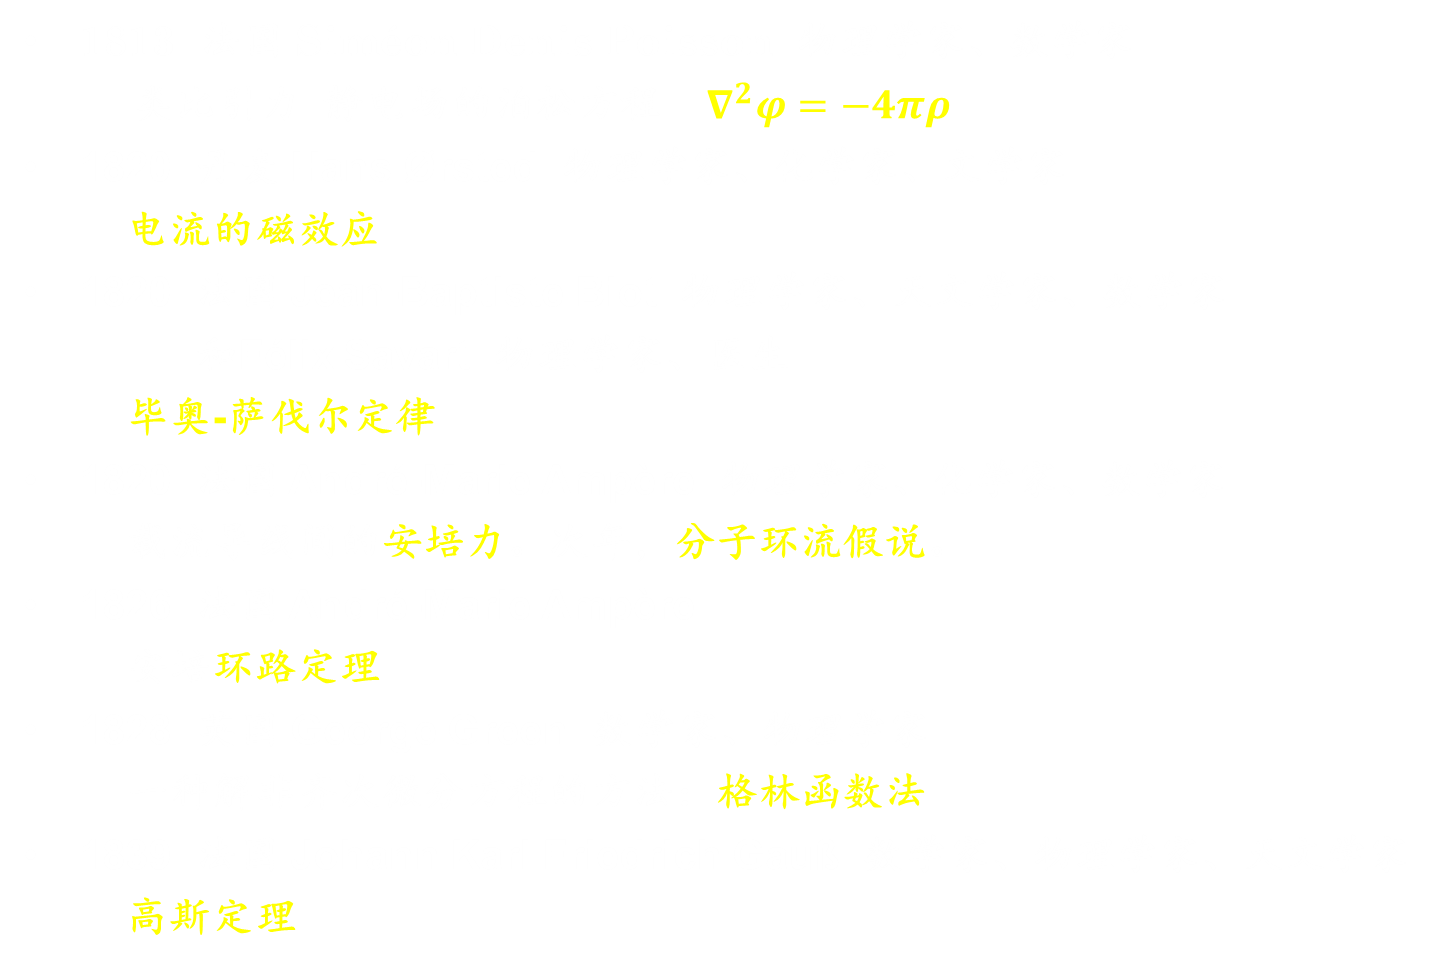 ∇²φ = −4πρ
电流的磁效应
毕奥-萨伐尔定律
安培力 分子环流假说
环路定理
格林函数法
高斯定理